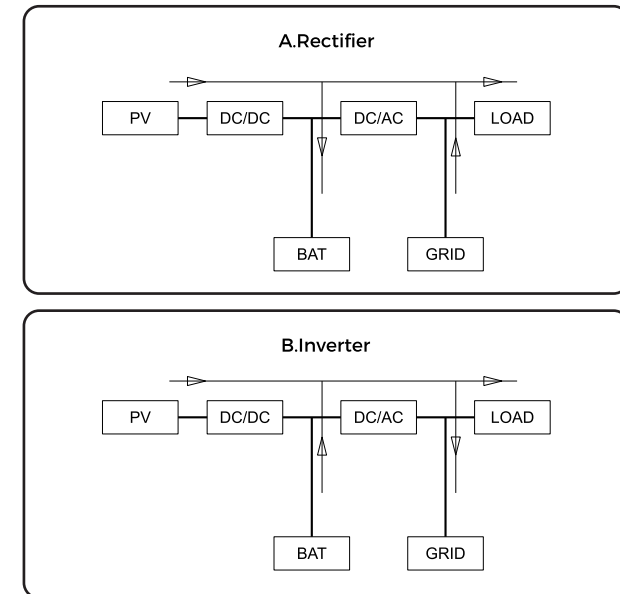 A.Rectifier
PV DC/DC DC/AC LOAD
BAT GRID
B.Inverter
PV DC/DC DC/AC LOAD
BAT GRID